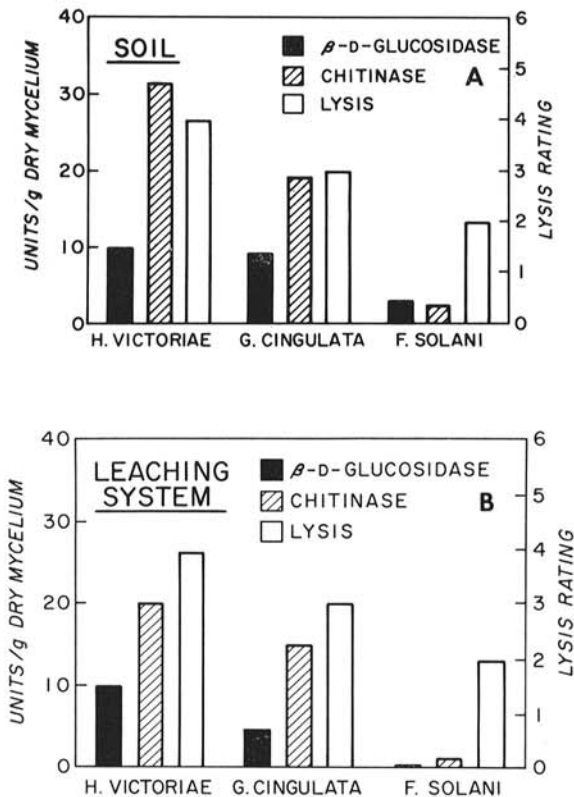 SOIL
β-D-GLUCOSIDASE
CHITINASE
LYSIS
A
UNITS/g DRY MYCELIUM
40
30
20
10
0
LYSIS RATING
6
5
4
3
2
1
0
H. VICTORIAE G. CINGULATA F. SOLANI
LEACHING
SYSTEM
β-D-GLUCOSIDASE
CHITINASE
LYSIS
B
UNITS/g DRY MYCELIUM
40
30
20
10
0
LYSIS RATING
6
5
4
3
2
1
0
H. VICTORIAE G. CINGULATA F. SOLANI